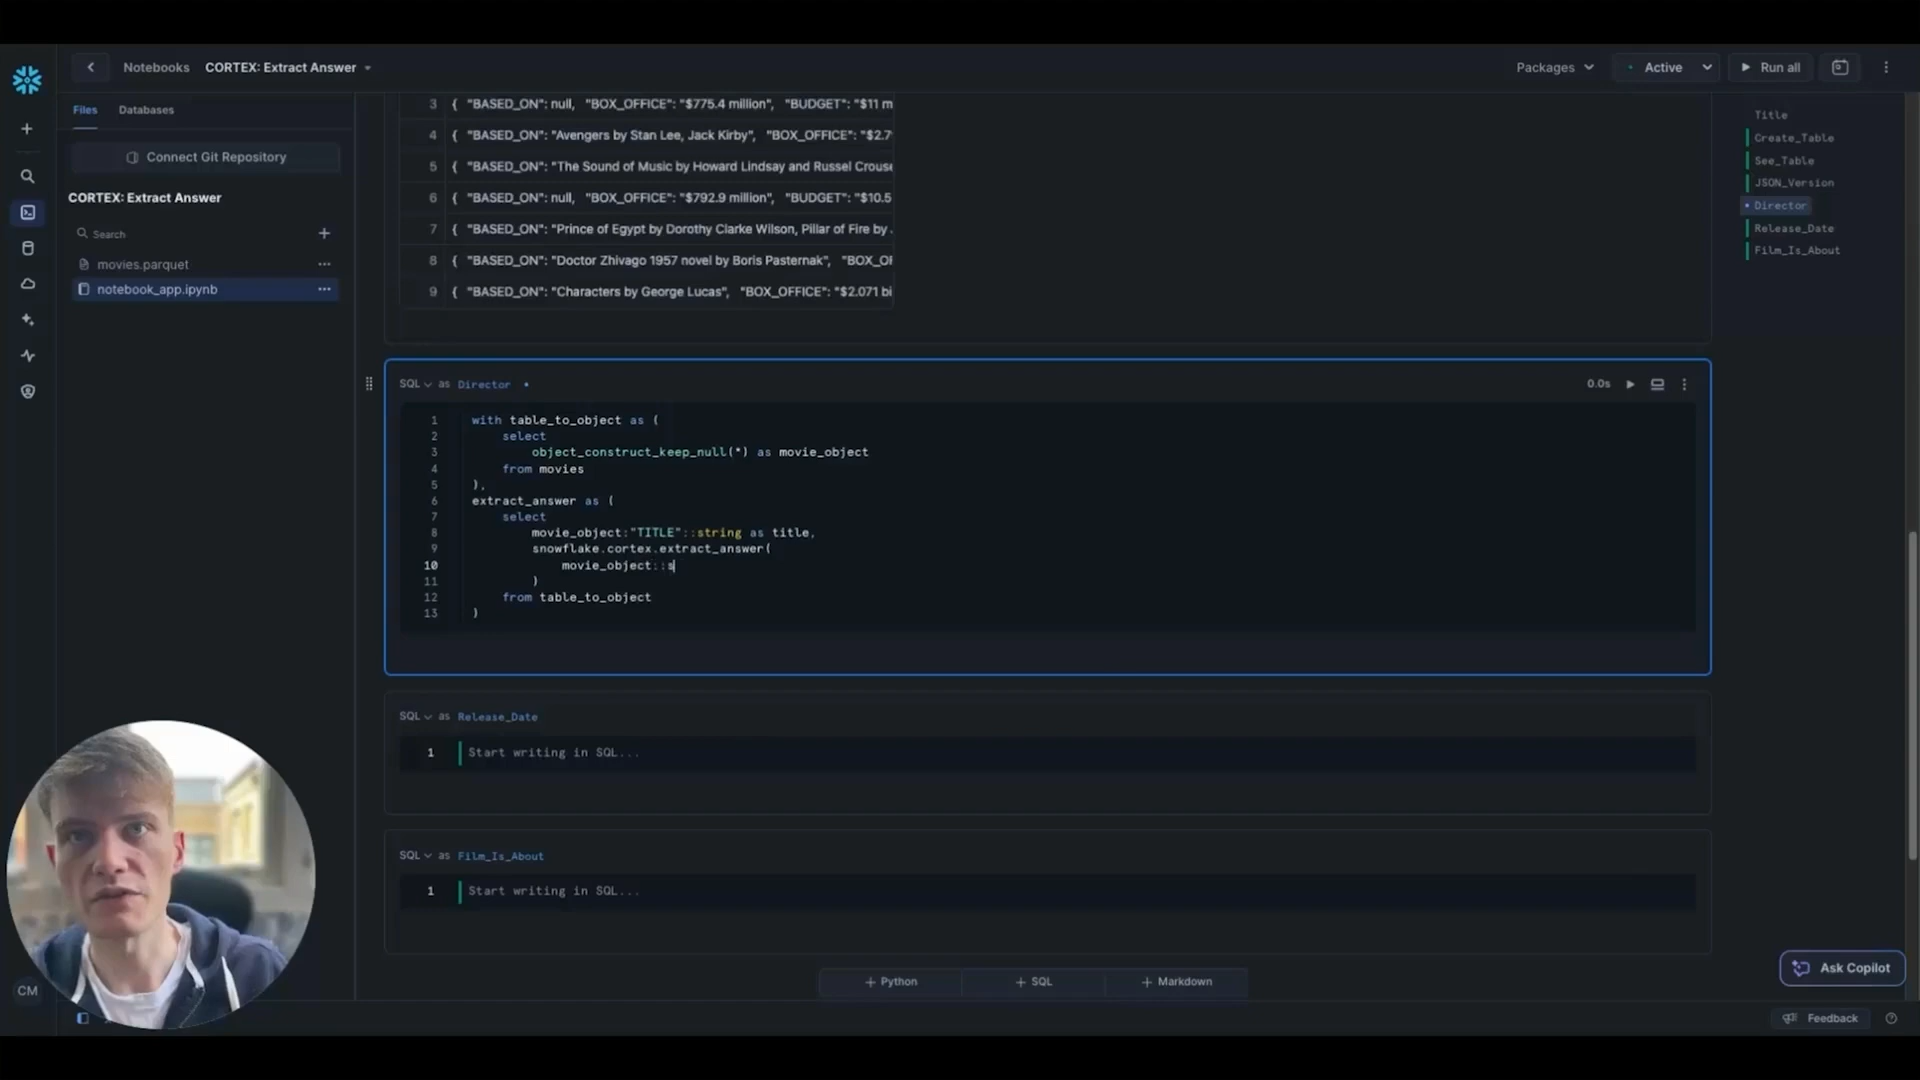 Notebooks CORTEX: Extract Answer
Packages Active Run all
Files Databases
Connect Git Repository
CORTEX: Extract Answer
Search
movies.parquet
notebook_app.ipynb
3 { "BASED_ON": null, "BOX_OFFICE": "$775.4 million", "BUDGET": "$11 m
4 { "BASED_ON": "Avengers by Stan Lee, Jack Kirby", "BOX_OFFICE": "$2.7
5 { "BASED_ON": "The Sound of Music by Howard Lindsay and Russel Crouse
6 { "BASED_ON": null, "BOX_OFFICE": "$792.9 million", "BUDGET": "$10.5
7 { "BASED_ON": "Prince of Egypt by Dorothy Clarke Wilson, Pillar of Fire by
8 { "BASED_ON": "Doctor Zhivago 1957 novel by Boris Pasternak", "BOX_OF
9 { "BASED_ON": "Characters by George Lucas", "BOX_OFFICE": "$2.071 bi
Title
Create_Table
See_Table
JSON_Version
Director
Release_Date
Film_Is_About
SQL as Director
0.0s
1 with table_to_object as (
2 select
3 object_construct_keep_null(*) as movie_object
4 from movies
5 ),
6 extract_answer as (
7 select
8 movie_object:"TITLE"::string as title,
9 snowflake.cortex.extract_answer(
10 movie_object::s
11 )
12 from table_to_object
13 )
SQL as Release_Date
1 Start writing in SQL...
SQL as Film_Is_About
1 Start writing in SQL...
+ Python + SQL + Markdown
Ask Copilot
CM
Feedback